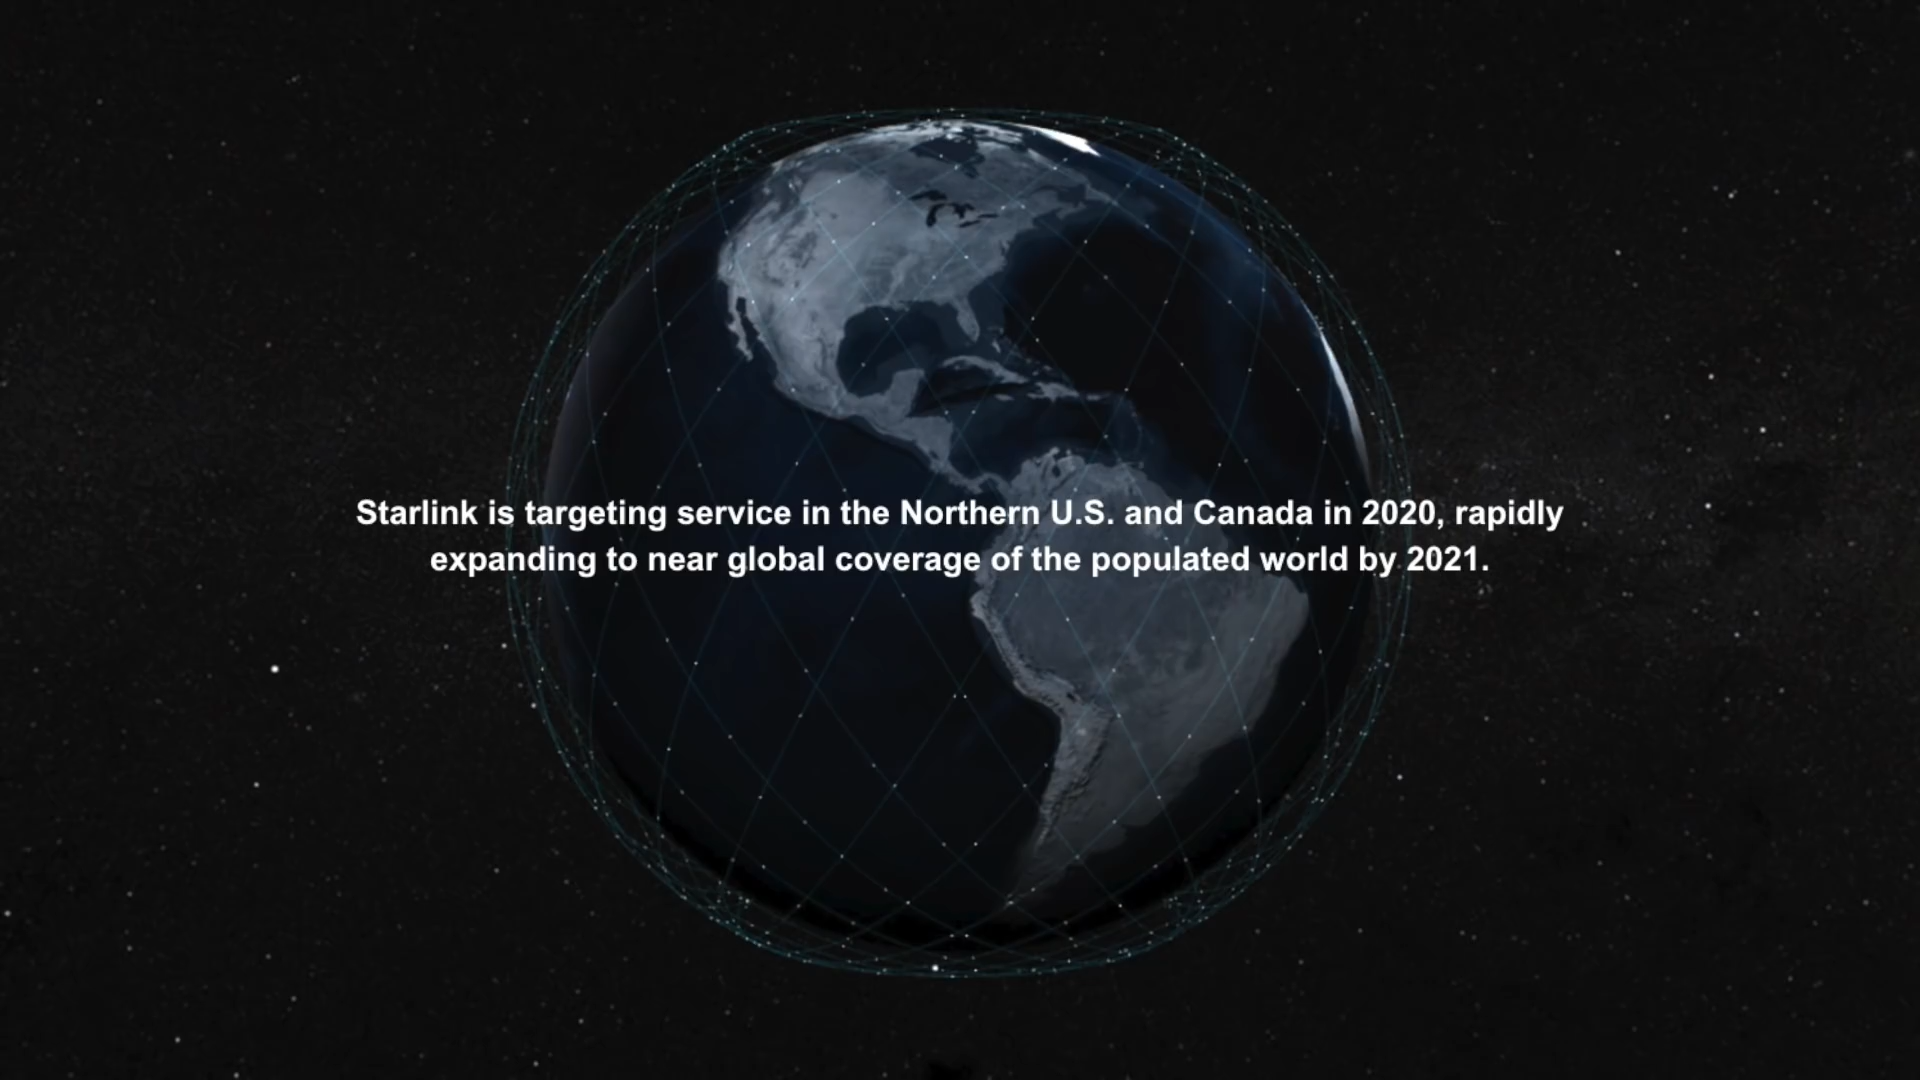 Starlink is targeting service in the Northern U.S. and Canada in 2020, rapidly
expanding to near global coverage of the populated world by 2021.